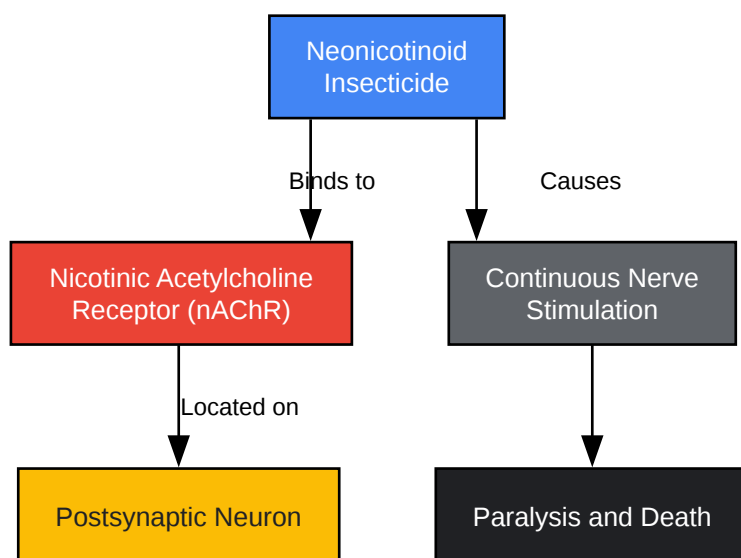 Neonicotinoid
Insecticide
Binds to
Causes
Nicotinic Acetylcholine
Receptor (nAChR)
Continuous Nerve
Stimulation
Located on
Postsynaptic Neuron
Paralysis and Death